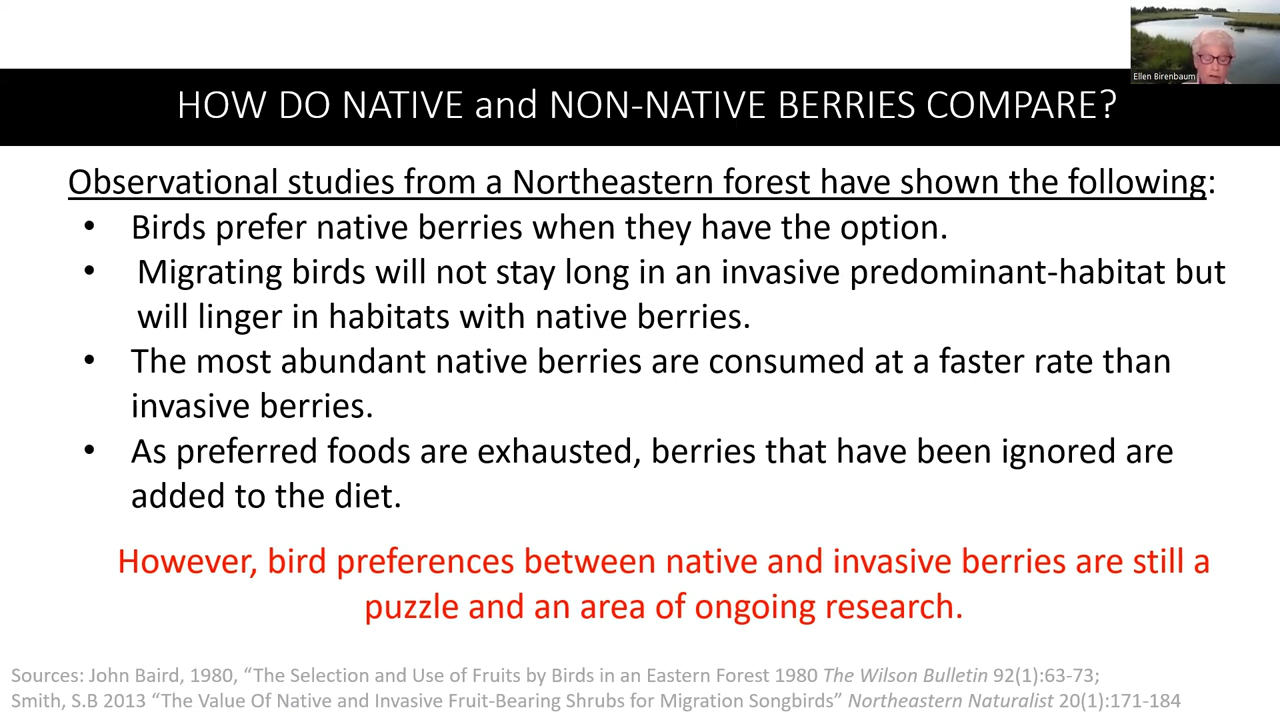 Ellen Birenbaum
HOW DO NATIVE and NON-NATIVE BERRIES COMPARE?
Observational studies from a Northeastern forest have shown the following:
• Birds prefer native berries when they have the option.
• Migrating birds will not stay long in an invasive predominant-habitat but
will linger in habitats with native berries.
• The most abundant native berries are consumed at a faster rate than
invasive berries.
• As preferred foods are exhausted, berries that have been ignored are
added to the diet.
However, bird preferences between native and invasive berries are still a
puzzle and an area of ongoing research.
Sources: John Baird, 1980, “The Selection and Use of Fruits by Birds in an Eastern Forest 1980 The Wilson Bulletin 92(1):63-73;
Smith, S.B 2013 “The Value Of Native and Invasive Fruit-Bearing Shrubs for Migration Songbirds” Northeastern Naturalist 20(1):171-184